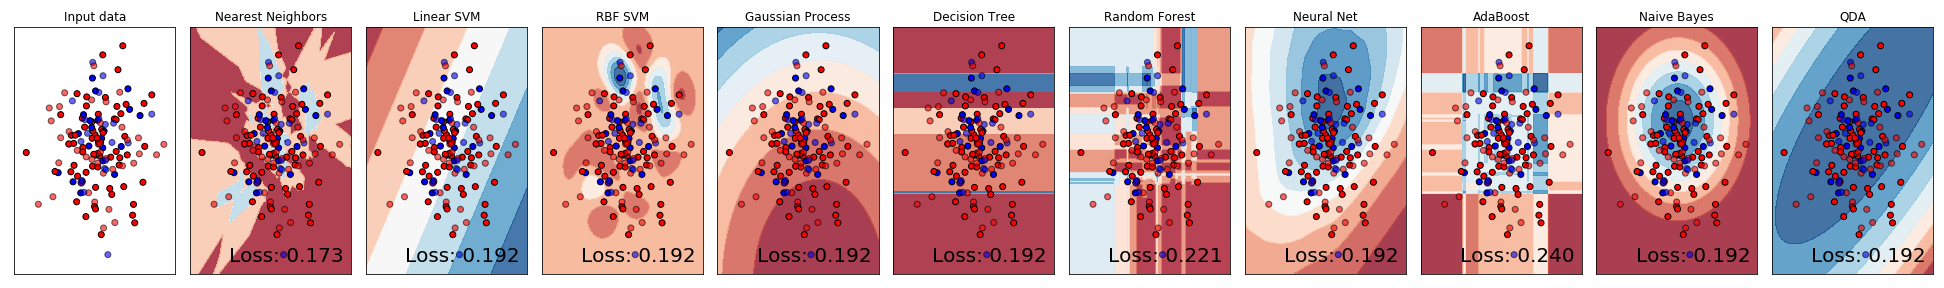 Input data
Nearest Neighbors
Linear SVM
RBF SVM
Gaussian Process
Decision Tree
Random Forest
Neural Net
AdaBoost
Naive Bayes
QDA
Loss: 0.173
Loss: 0.192
Loss: 0.192
Loss: 0.192
Loss: 0.192
Loss: 0.221
Loss: 0.192
Loss: 0.240
Loss: 0.192
Loss: 0.192